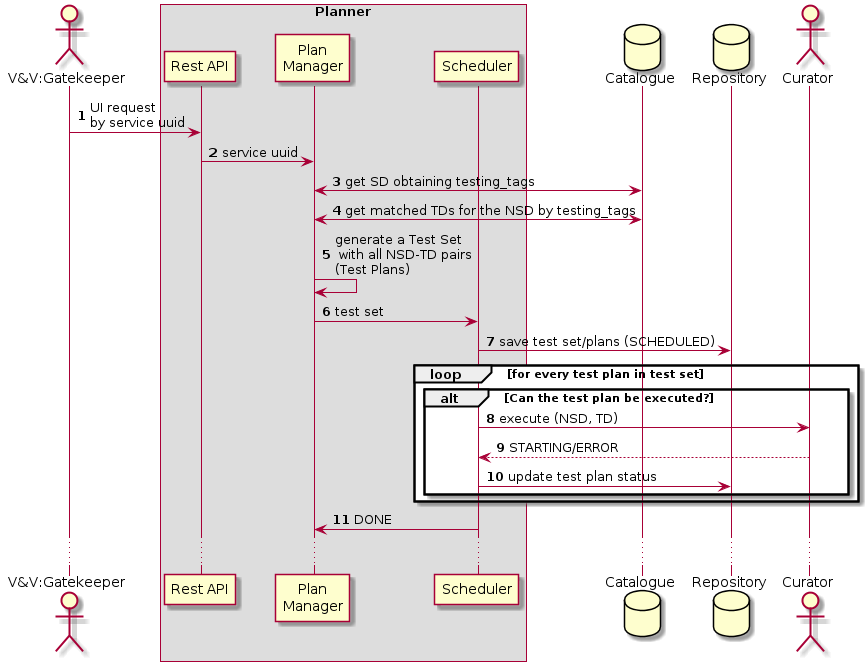 Planner
V&V:Gatekeeper
Rest API
Plan
Manager
Scheduler
Catalogue
Repository
Curator
1 UI request
by service uuid
2 service uuid
3 get SD obtaining testing_tags
4 get matched TDs for the NSD by testing_tags
5 generate a Test Set
with all NSD-TD pairs
(Test Plans)
6 test set
7 save test set/plans (SCHEDULED)
loop [for every test plan in test set]
alt [Can the test plan be executed?]
8 execute (NSD, TD)
9 STARTING/ERROR
10 update test plan status
11 DONE
V&V:Gatekeeper
Rest API
Plan
Manager
Scheduler
Catalogue
Repository
Curator